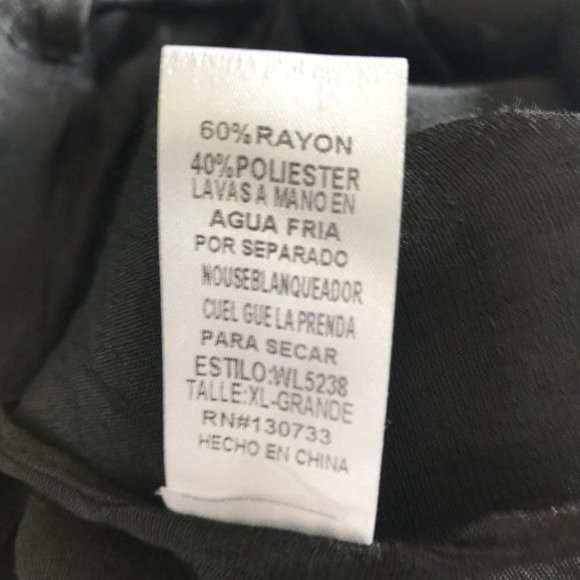 60%RAYON
40%POLIESTER
LAVAS A MANO EN
AGUA FRIA
POR SEPARADO
NOUSEBLANQUEADOR
CUEL GUE LA PRENDA
PARA SECAR
ESTILO:WL5238
TALLE:XL-GRANDE
RN#130733
HECHO EN CHINA